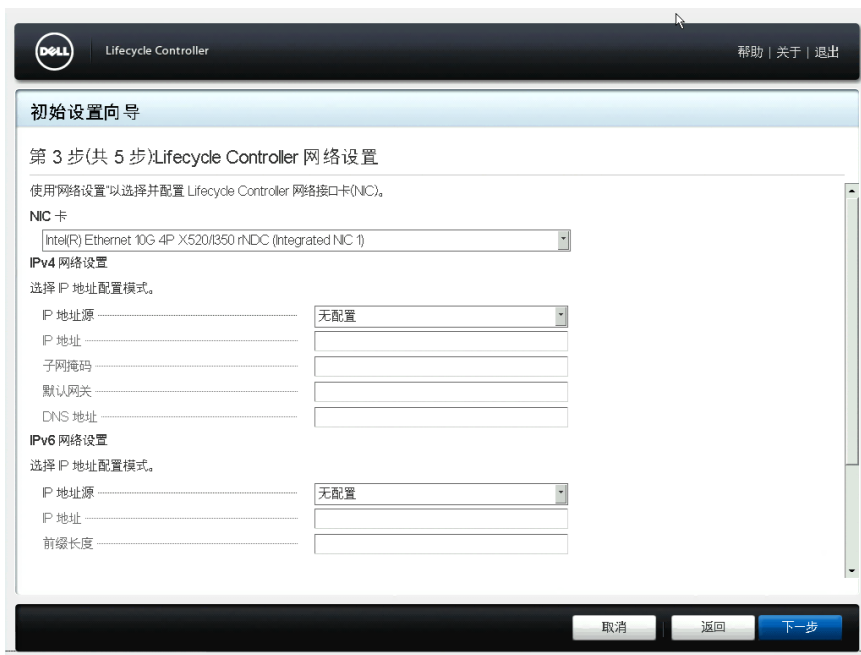 DELL Lifecycle Controller 帮助 | 关于 | 退出
初始设置向导
第 3 步(共 5 步):Lifecycle Controller 网络设置
使用"网络设置"以选择并配置 Lifecycle Controller 网络接口卡(NIC)。
NIC 卡
Intel(R) Ethernet 10G 4P X520/I350 rNDC (Integrated NIC 1)
IPv4 网络设置
选择 IP 地址配置模式。
IP 地址源 无配置
IP 地址
子网掩码
默认网关
DNS 地址
IPv6 网络设置
选择 IP 地址配置模式。
IP 地址源 无配置
IP 地址
前缀长度
取消 返回 下一步